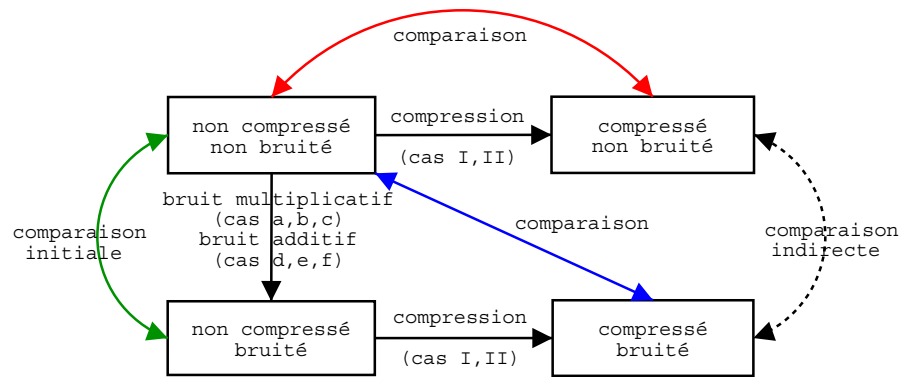 comparaison
non compressé
non bruité
compression
(cas I,II)
compressé
non bruité
bruit multiplicatif
(cas a,b,c)
bruit additif
(cas d,e,f)
comparaison
initiale
comparaison
comparaison
indirecte
non compressé
bruité
compression
(cas I,II)
compressé
bruité